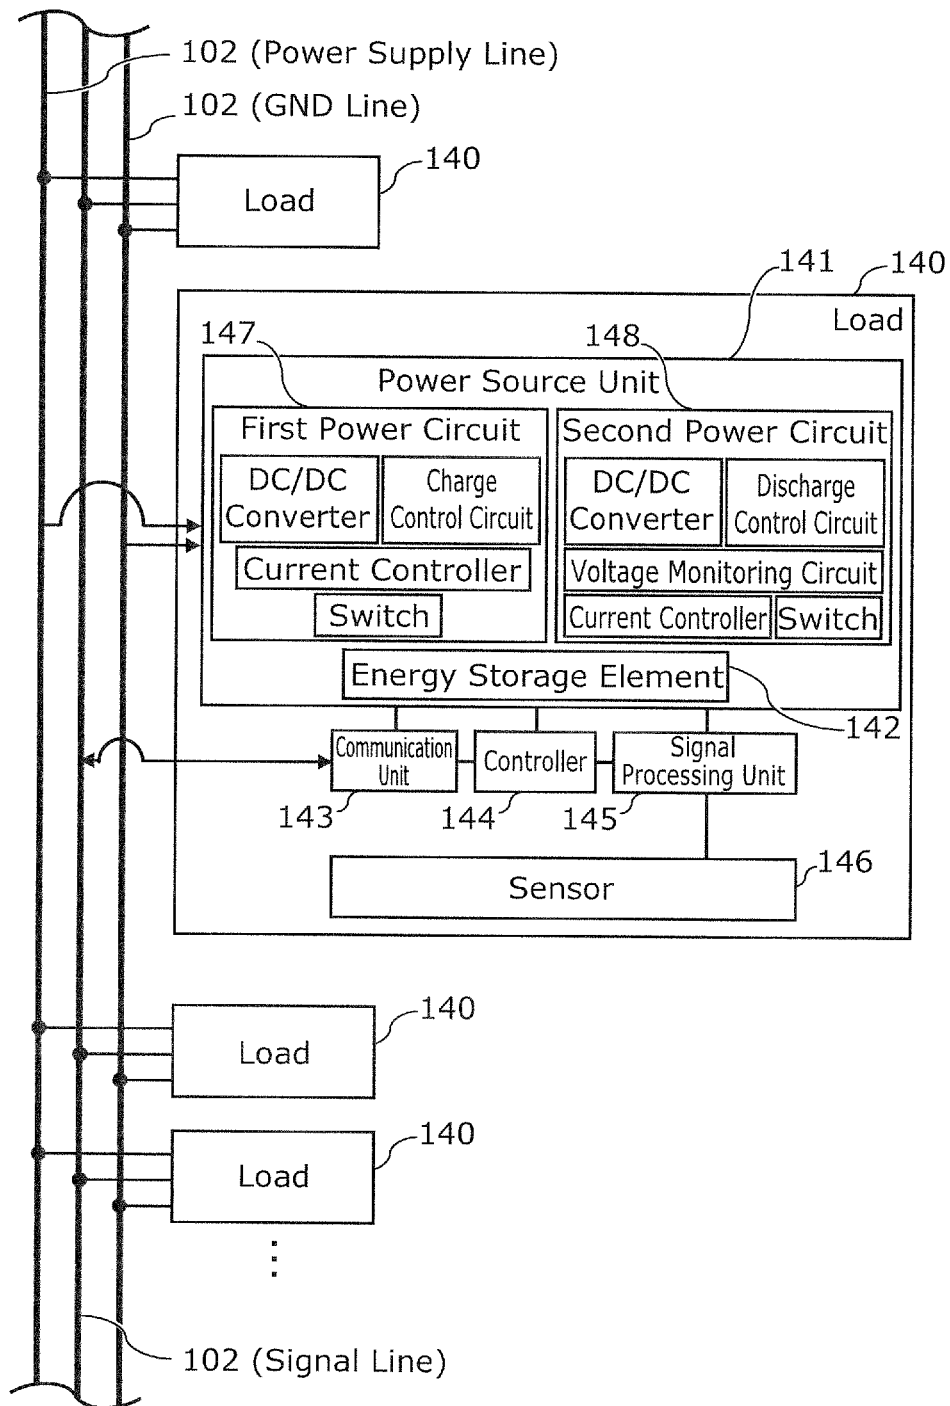 102 (Power Supply Line)
102 (GND Line)
140
Load
141
140
Load
147
148
Power Source Unit
First Power Circuit
Second Power Circuit
DC/DC
Converter
Charge
Control Circuit
DC/DC
Converter
Discharge
Control Circuit
Current Controller
Voltage Monitoring Circuit
Switch
Current Controller
Switch
Energy Storage Element
142
Communication
Unit
Controller
Signal
Processing Unit
143
144
145
146
Sensor
140
Load
140
Load
102 (Signal Line)